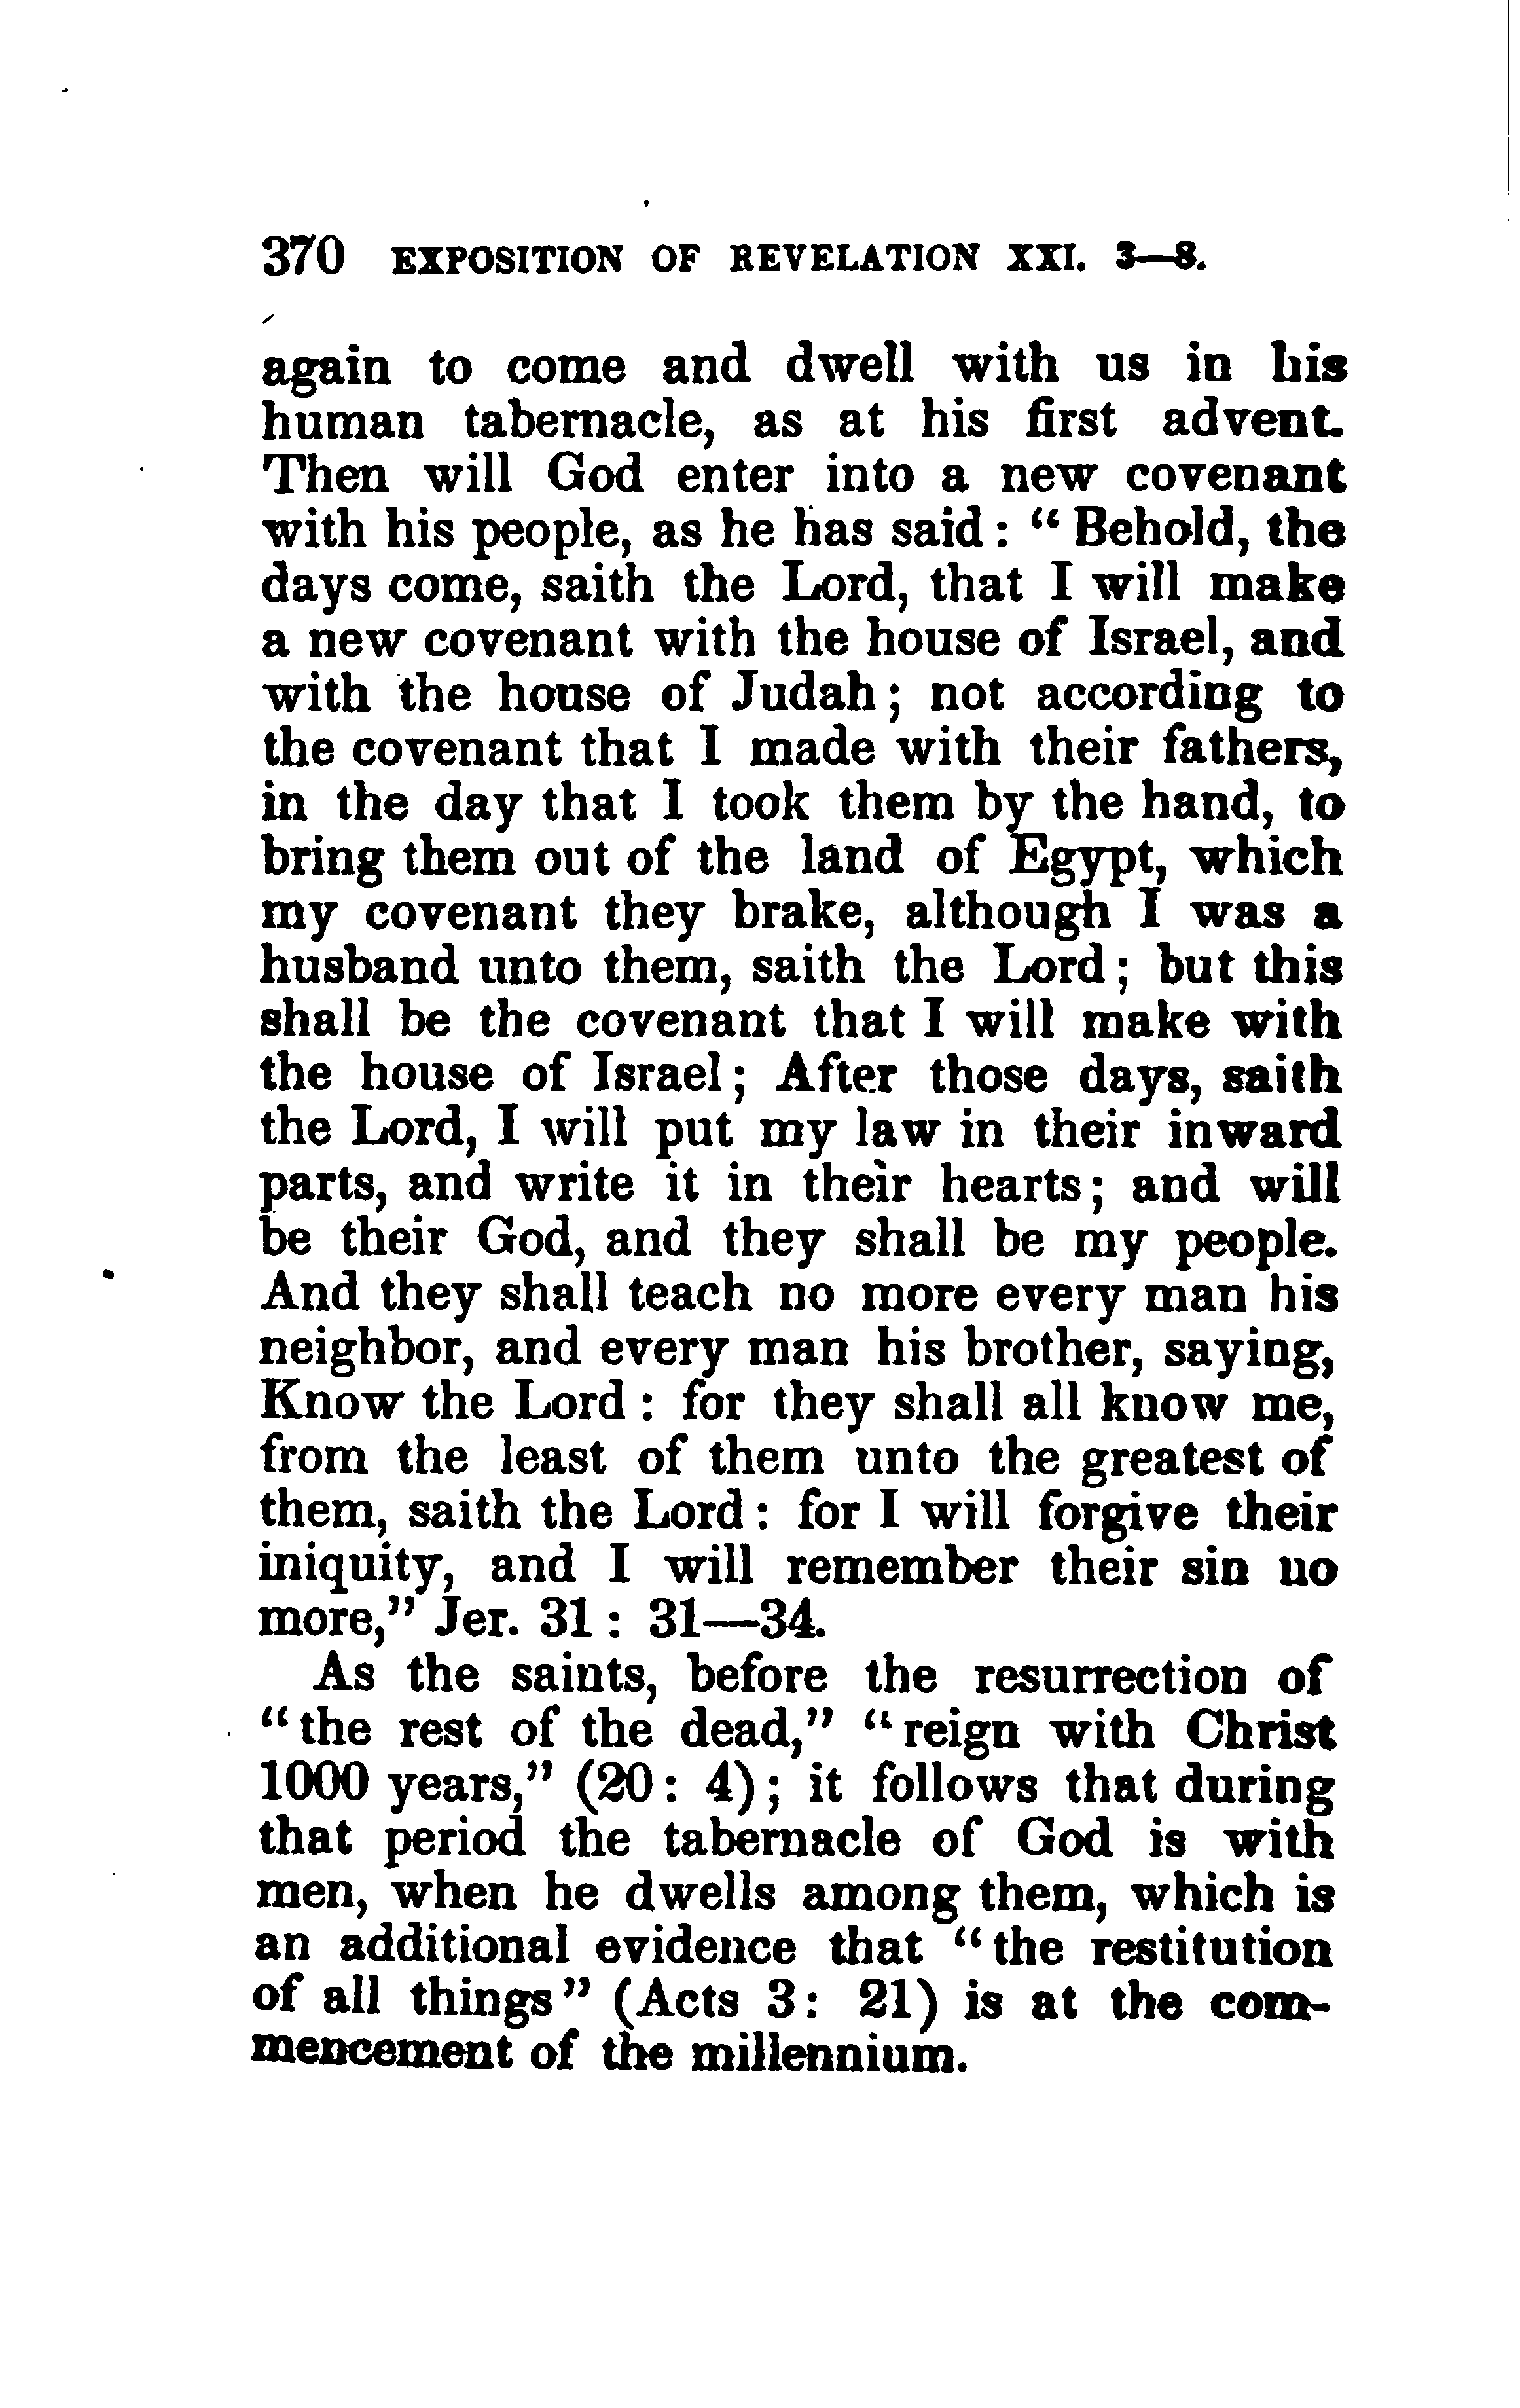 370 EXPOSITION OF REVELATION XXI. 3—8.
again to come and dwell with us in his
human tabernacle, as at his first advent.
Then will God enter into a new covenant
with his people, as he has said: “ Behold, the
days come, saith the Lord, that I will make
a new covenant with the house of Israel, and
with the house of Judah; not according to
the covenant that I made with their fathers,
in the day that I took them by the hand, to
bring them out of the land of Egypt, which
my covenant they brake, although I was a
husband unto them, saith the Lord; but this
shall be the covenant that I will make with
the house of Israel; After those days, saith
the Lord, I will put my law in their inward
parts, and write it in their hearts; and will
be their God, and they shall be my people.
And they shall teach no more every man his
neighbor, and every man his brother, saying,
Know the Lord: for they shall all know me,
from the least of them unto the greatest of
them, saith the Lord: for I will forgive their
iniquity, and I will remember their sin no
more,” Jer. 31: 31—34.
As the saints, before the resurrection of
“the rest of the dead,” “reign with Christ
1000 years,” (20: 4); it follows that during
that period the tabernacle of God is with
men, when he dwells among them, which is
an additional evidence that “the restitution
of all things” (Acts 3: 21) is at the com-
mencement of the millennium.